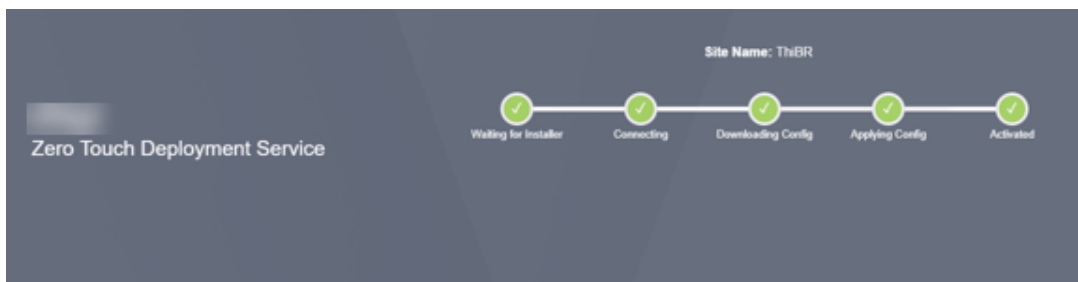 Site Name: ThiBR
Waiting for Installer
Connecting
Downloading Config
Applying Config
Activated
Zero Touch Deployment Service